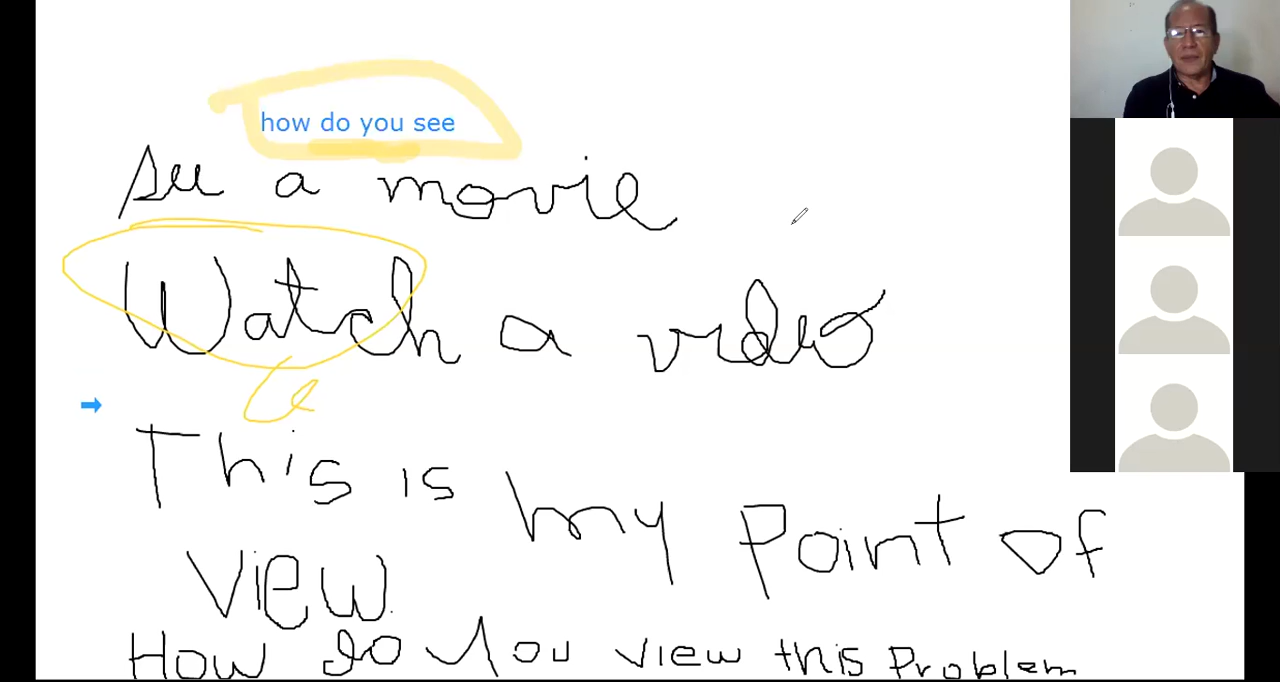 how do you see
see a movie
Watch a video
This is my Point of
View
How do You view this Problem